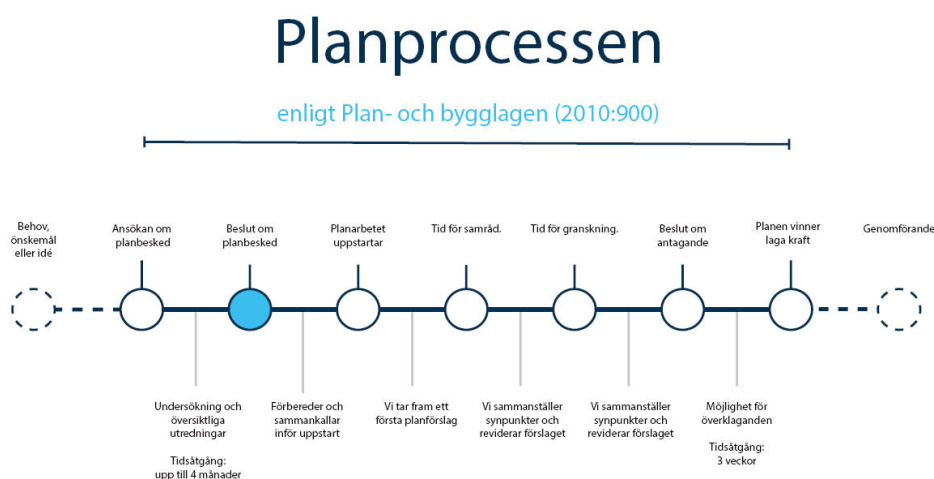 Planprocessen
enligt Plan- och bygglagen (2010:900)
Behov,
önskemål
eller idé
Ansökan om
planbesked
Beslut om
planbesked
Planarbetet
uppstartar
Tid för samråd.
Tid för granskning.
Beslut om
antagande
Planen vinner
laga kraft
Genomförande
Undersökning och
översiktliga
utredningar
Tidsåtgång:
upp till 4 månader
Förbereder och
sammankallar
inför uppstart
Vi tar fram ett
första planförslag
Vi sammanställer
synpunkter och
reviderar förslaget
Vi sammanställer
synpunkter och
reviderar förslaget
Möjlighet för
överklaganden
Tidsåtgång:
3 veckor